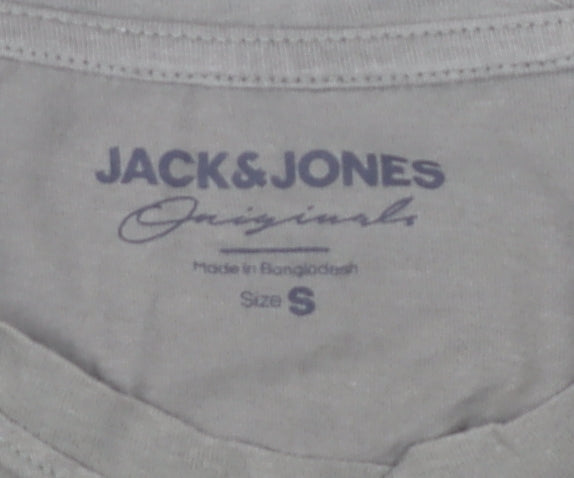 JACK&JONES
Originals
Made in Bangladesh
Size S